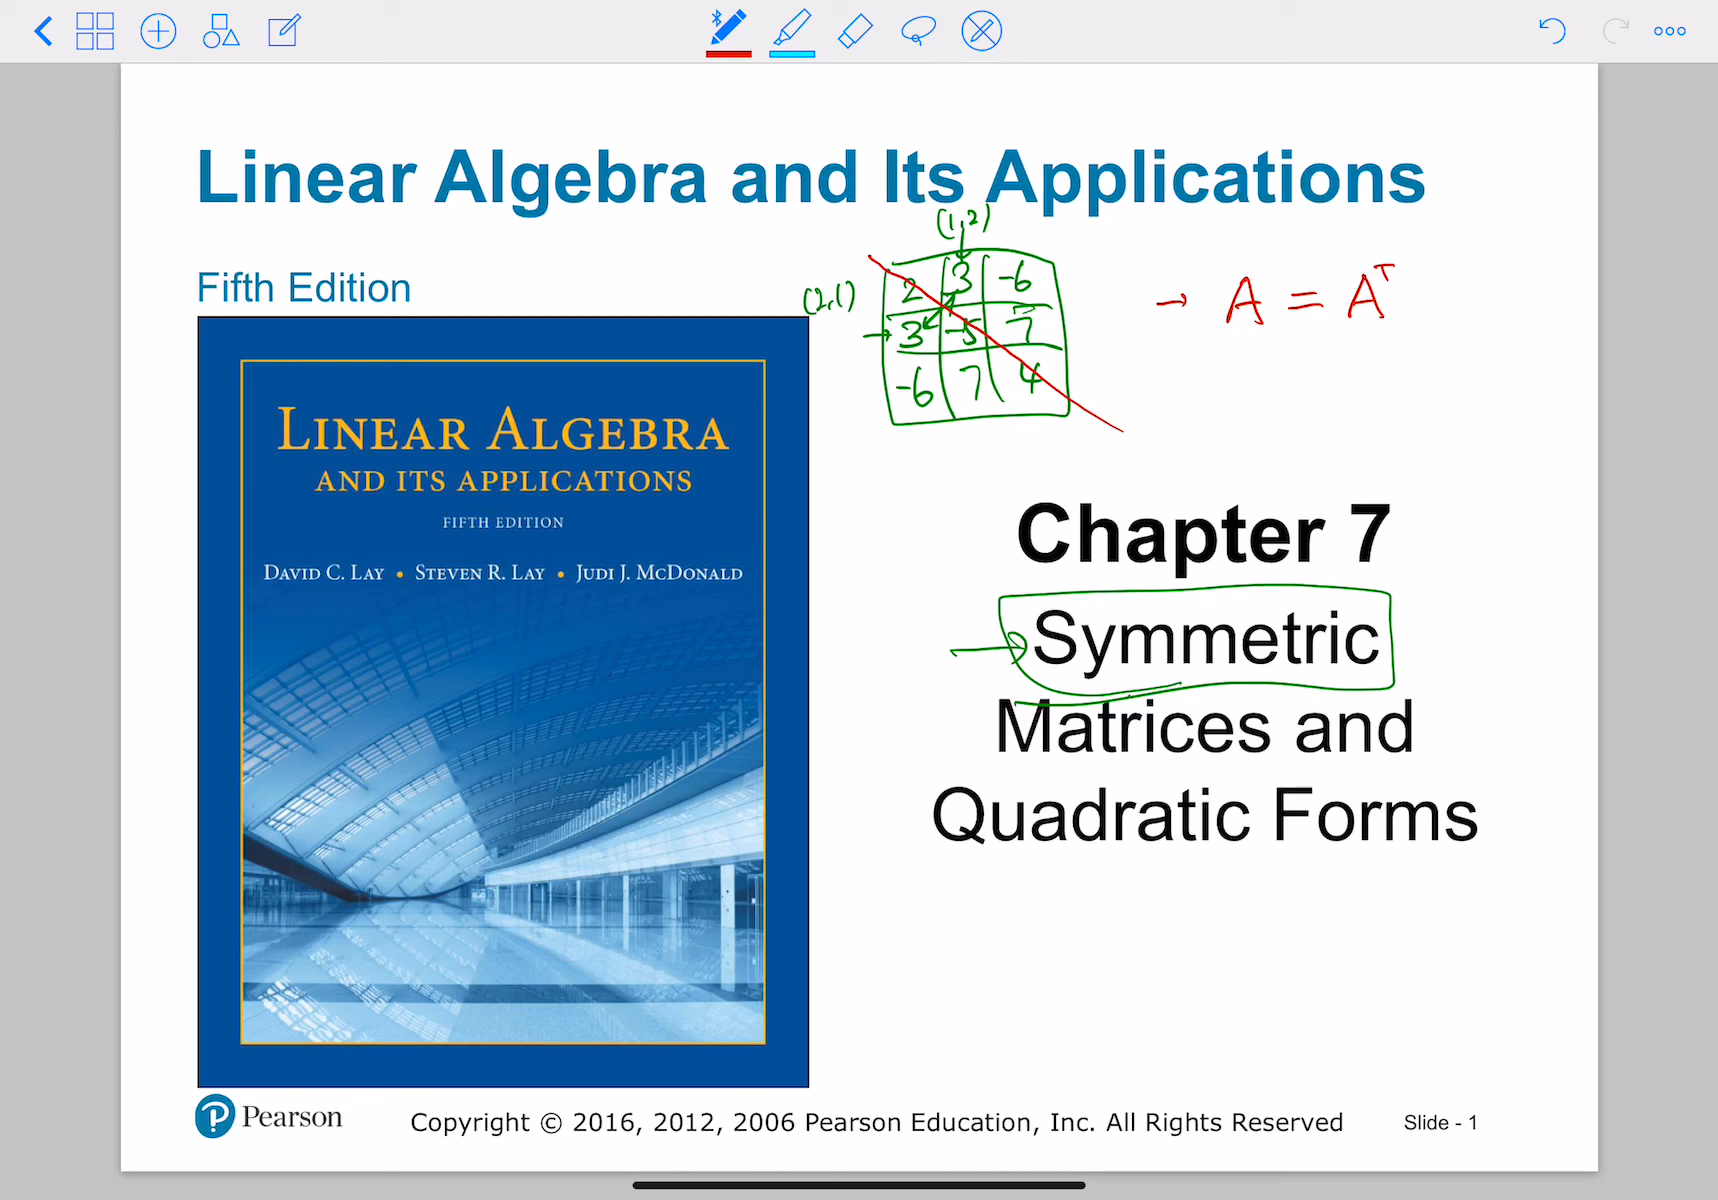 Linear Algebra and Its Applications
(1,2)
Fifth Edition
(2,1)
2 3 -6
3 -5 7
-6 7 4
→ A = Aᵀ
LINEAR ALGEBRA
AND ITS APPLICATIONS
FIFTH EDITION
DAVID C. LAY • STEVEN R. LAY • JUDI J. MCDONALD
Chapter 7
Symmetric
Matrices and
Quadratic Forms
Pearson
Copyright © 2016, 2012, 2006 Pearson Education, Inc. All Rights Reserved
Slide - 1